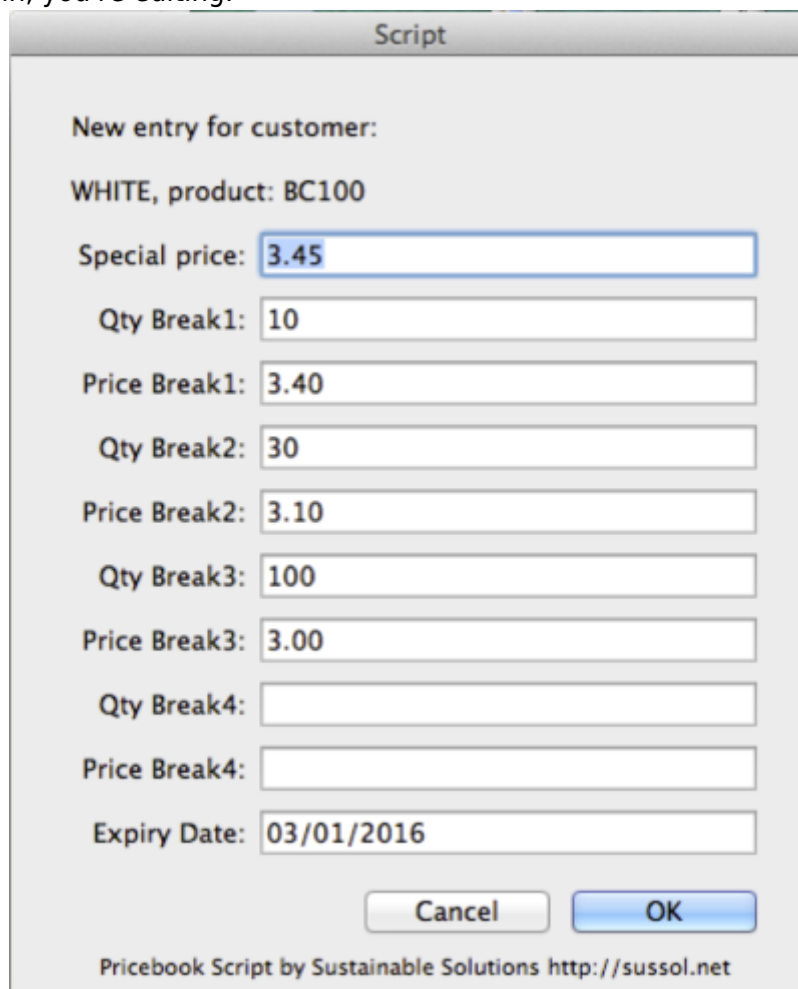 Script
New entry for customer:
WHITE, product: BC100
Special price: 3.45
Qty Break1: 10
Price Break1: 3.40
Qty Break2: 30
Price Break2: 3.10
Qty Break3: 100
Price Break3: 3.00
Qty Break4:
Price Break4:
Expiry Date: 03/01/2016
Cancel OK
Pricebook Script by Sustainable Solutions http://sussol.net